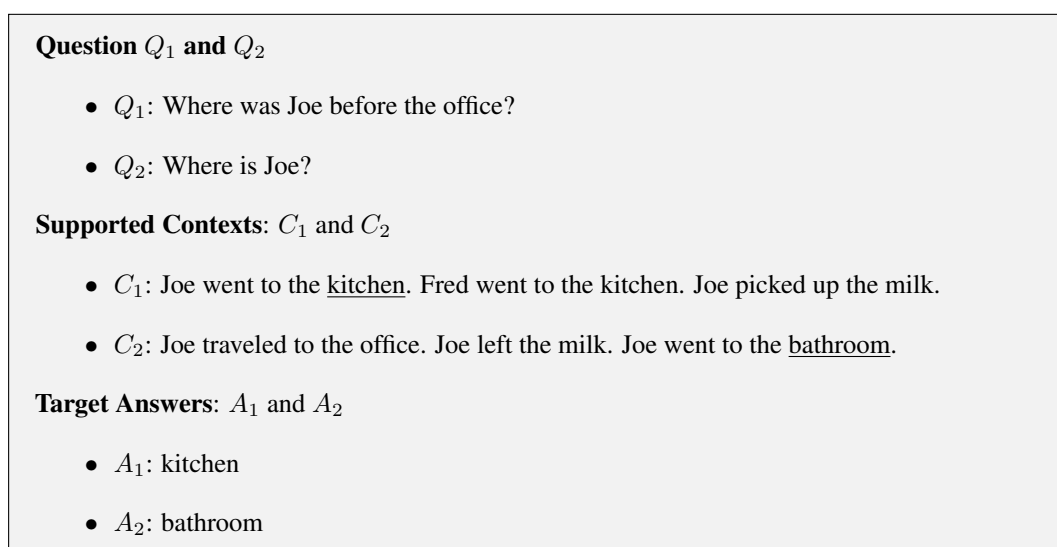 Question Q1 and Q2
• Q1: Where was Joe before the office?
• Q2: Where is Joe?
Supported Contexts: C1 and C2
• C1: Joe went to the kitchen. Fred went to the kitchen. Joe picked up the milk.
• C2: Joe traveled to the office. Joe left the milk. Joe went to the bathroom.
Target Answers: A1 and A2
• A1: kitchen
• A2: bathroom